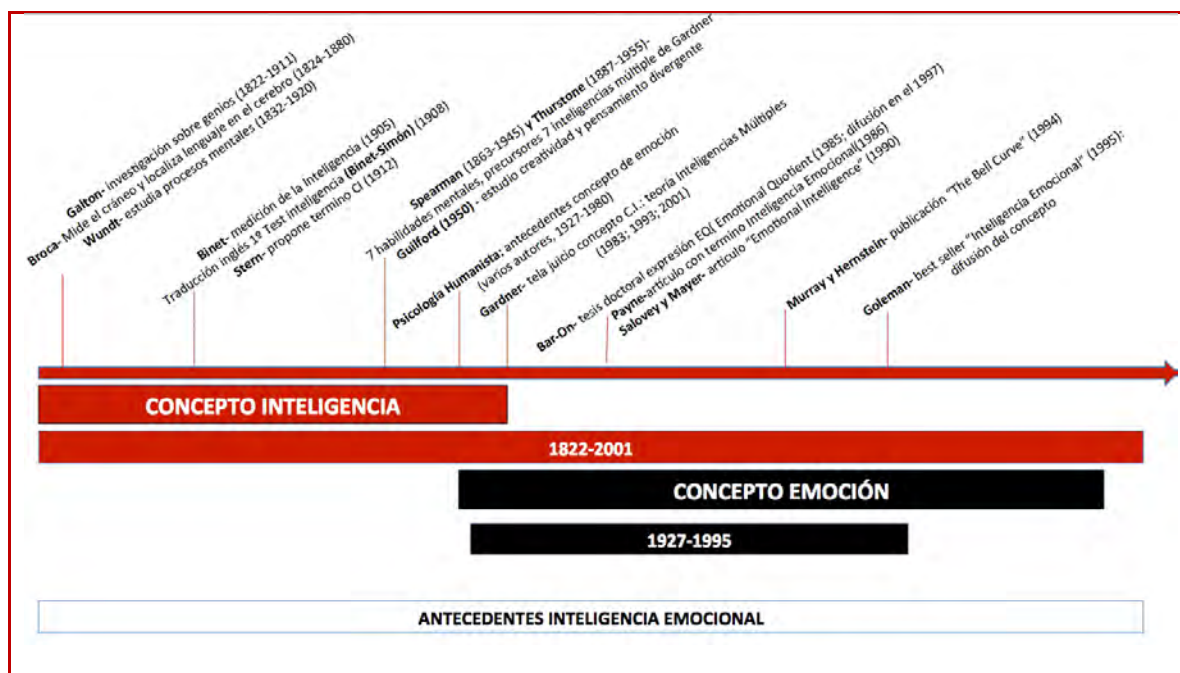 Galton- investigación sobre genios (1822-1911)
Broca- Mide el cráneo y localiza lenguaje en el cerebro (1824-1880)
Wundt- estudia procesos mentales (1832-1920)
Binet- medición de la Inteligencia (1905)
Traducción inglés 1º Test Inteligencia (Binet-Simón) (1908)
Stern- propone termino CI (1912)
Spearman (1863-1945) y Thurstone (1887-1955)-
7 habilidades mentales, precursores 7 inteligencias múltiple de Gardner
Guilford (1950) - estudio creatividad y pensamiento divergente
Psicología Humanista: antecedentes concepto de emoción
(varios autores, 1927-1980)
Gardner- tela juicio concepto C.I.: teoría Inteligencias Múltiples
(1983; 1993; 2001)
Bar-On- tesis doctoral expresión EQ( Emotional Quotient (1985; difusión en el 1997)
Payne-artículo con termino Inteligencia Emocional(1986)
Salovey y Mayer- artículo “Emotional Intelligence” (1990)
Murray y Hernstein- publicación “The Bell Curve” (1994)
Goleman- best seller “Inteligencia Emocional” (1995):
difusión del concepto
CONCEPTO INTELIGENCIA
1822-2001
CONCEPTO EMOCIÓN
1927-1995
ANTECEDENTES INTELIGENCIA EMOCIONAL